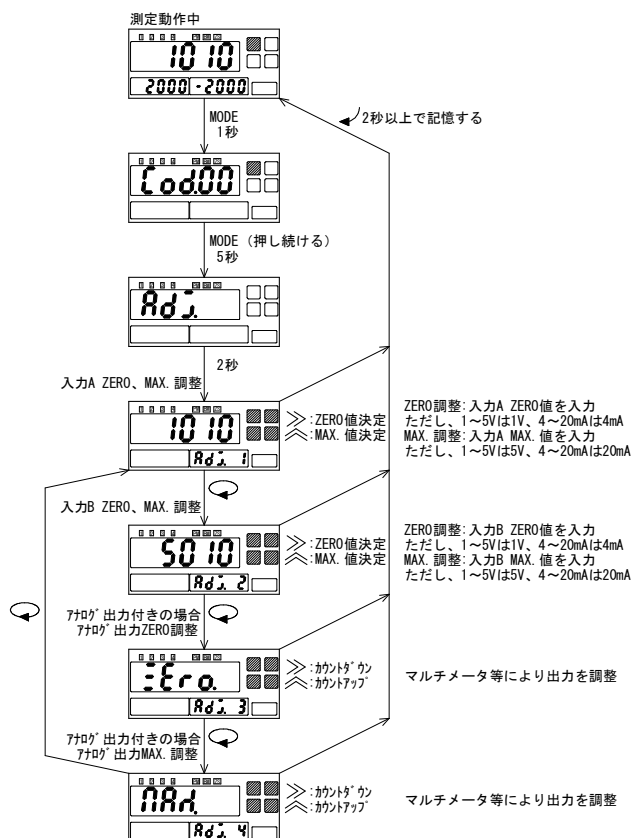 測定動作中
1010
2000 -2000
MODE
1秒
2秒以上で記憶する
Cod.00
MODE（押し続ける）
5秒
Adj.
2秒
入力A ZERO、MAX. 調整
1010
Adj. 1
≫:ZERO値決定
︽:MAX. 値決定
ZERO調整: 入力A ZERO値を入力
ただし、1～5Vは1V、4～20mAは4mA
MAX. 調整: 入力A MAX. 値を入力
ただし、1～5Vは5V、4～20mAは20mA
入力B ZERO、MAX. 調整
5010
Adj. 2
≫:ZERO値決定
︽:MAX. 値決定
ZERO調整: 入力B ZERO値を入力
ただし、1～5Vは1V、4～20mAは4mA
MAX. 調整: 入力B MAX. 値を入力
ただし、1～5Vは5V、4～20mAは20mA
ｱﾅﾛｸﾞ出力付きの場合
ｱﾅﾛｸﾞ出力ZERO調整
ZEro.
Adj. 3
≫:ｶｳﾝﾄﾀﾞｳﾝ
︽:ｶｳﾝﾄｱｯﾌﾟ
マルチメータ等により出力を調整
ｱﾅﾛｸﾞ出力付きの場合
ｱﾅﾛｸﾞ出力MAX. 調整
Adj. 4
≫:ｶｳﾝﾄﾀﾞｳﾝ
︽:ｶｳﾝﾄｱｯﾌﾟ
マルチメータ等により出力を調整